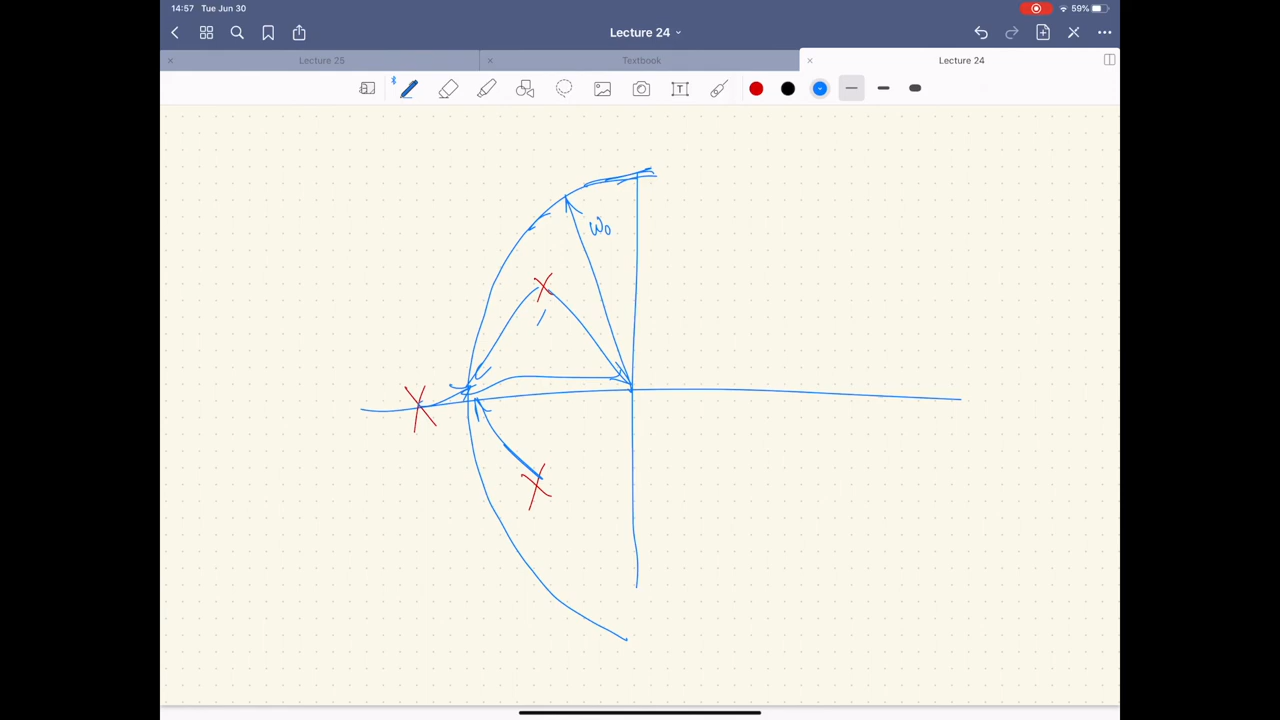 14:57 Tue Jun 30
59%
Lecture 24
Lecture 25
Textbook
Lecture 24
T
ω₀